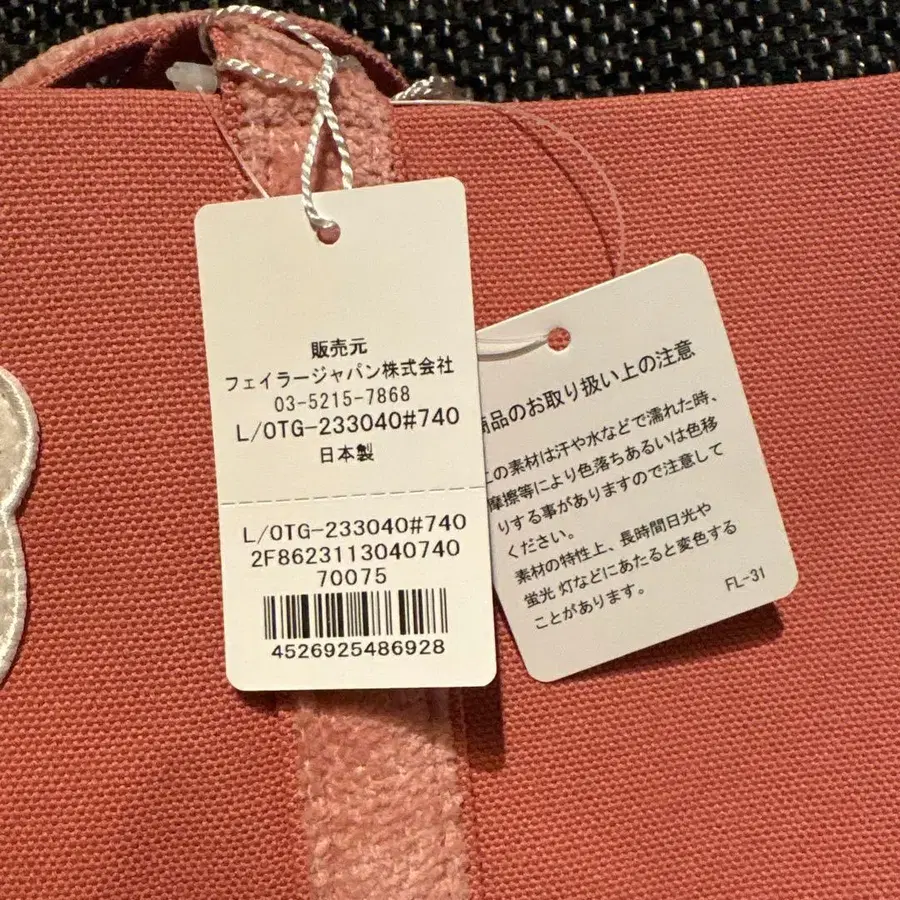 販売元
フェイラージャパン株式会社
03-5215-7868
L/OTG-233040#740
日本製
L/OTG-233040#740
2F8623113040740
70075
4526925486928
商品のお取り扱い上の注意
この素材は汗や水などで濡れた時、
摩擦等により色落ちあるいは色移
りする事がありますので注意して
ください。
素材の特性上、長時間日光や
蛍光 灯などにあたると変色する
ことがあります。
FL-31